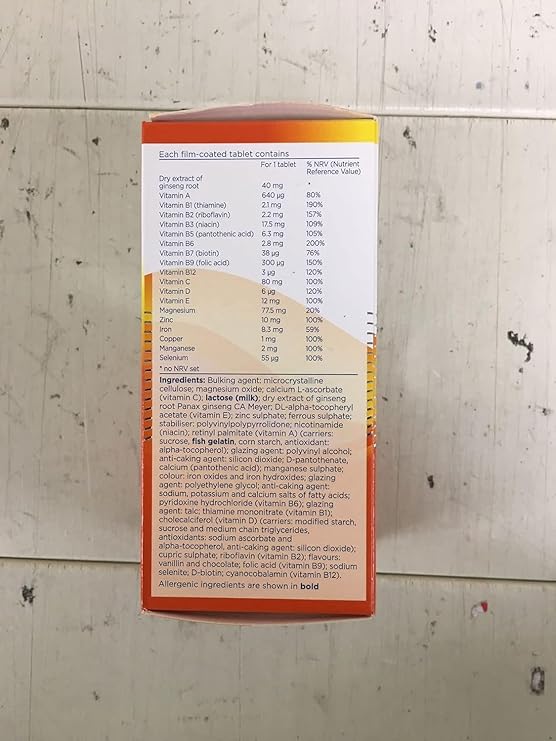 Each film-coated tablet contains
For 1 tablet % NRV (Nutrient
Reference Value)
Dry extract of
ginseng root 40 mg *
Vitamin A 640 µg 80%
Vitamin B1 (thiamine) 2.1 mg 190%
Vitamin B2 (riboflavin) 2.2 mg 157%
Vitamin B3 (niacin) 17.5 mg 109%
Vitamin B5 (pantothenic acid) 6.3 mg 105%
Vitamin B6 2.8 mg 200%
Vitamin B7 (biotin) 38 µg 76%
Vitamin B9 (folic acid) 300 µg 150%
Vitamin B12 3 µg 120%
Vitamin C 80 mg 100%
Vitamin D 6 µg 120%
Vitamin E 12 mg 100%
Magnesium 77.5 mg 20%
Zinc 10 mg 100%
Iron 8.3 mg 59%
Copper 1 mg 100%
Manganese 2 mg 100%
Selenium 55 µg 100%
* no NRV set
Ingredients: Bulking agent: microcrystalline
cellulose; magnesium oxide; calcium L-ascorbate
(vitamin C); lactose (milk); dry extract of ginseng
root Panax ginseng CA Meyer; DL-alpha-tocopheryl
acetate (vitamin E); zinc sulphate; ferrous sulphate;
stabiliser: polyvinylpolypyrrolidone; nicotinamide
(niacin); retinyl palmitate (vitamin A) (carriers:
sucrose, fish gelatin, corn starch, antioxidant:
alpha-tocopherol); glazing agent: polyvinyl alcohol;
anti-caking agent: silicon dioxide; D-pantothenate,
calcium (pantothenic acid); manganese sulphate;
colour: iron oxides and iron hydroxides; glazing
agent: polyethylene glycol; anti-caking agent:
sodium, potassium and calcium salts of fatty acids;
pyridoxine hydrochloride (vitamin B6); glazing
agent: talc; thiamine mononitrate (vitamin B1);
cholecalciferol (vitamin D) (carriers: modified starch,
sucrose and medium chain triglycerides,
antioxidants: sodium ascorbate and
alpha-tocopherol, anti-caking agent: silicon dioxide);
cupric sulphate; riboflavin (vitamin B2); flavours:
vanillin and chocolate; folic acid (vitamin B9); sodium
selenite; D-biotin; cyanocobalamin (vitamin B12).
Allergenic ingredients are shown in bold